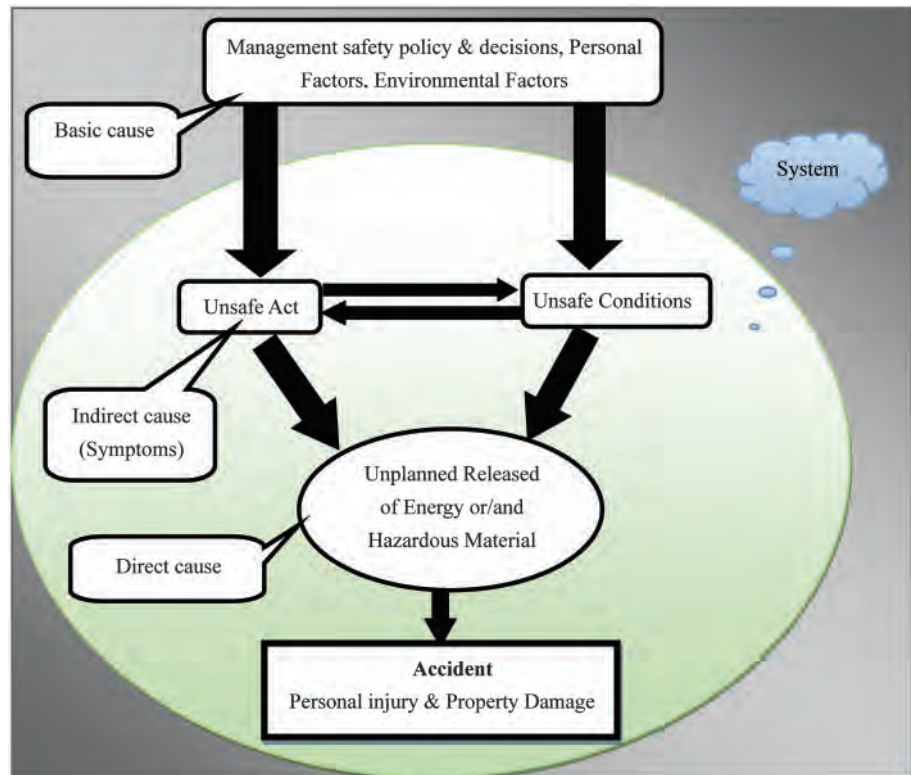 Management safety policy & decisions, Personal
Factors, Environmental Factors
Basic cause
System
Unsafe Act
Unsafe Conditions
Indirect cause
(Symptoms)
Unplanned Released
of Energy or/and
Hazardous Material
Direct cause
Accident
Personal injury & Property Damage